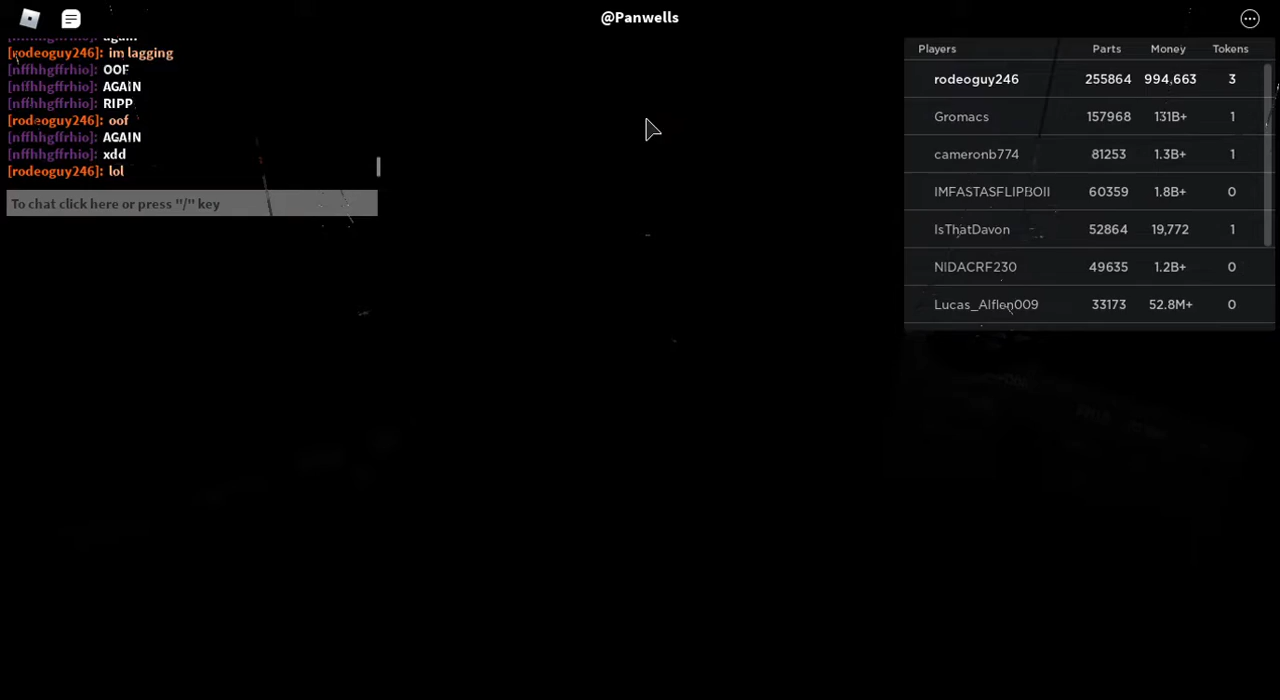 @Panwells
again
[rodeoguy246]: im lagging
[nffhhgffrhio]: OOF
[nffhhgffrhio]: AGAIN
[nffhhgffrhio]: RIPP
[rodeoguy246]: oof
[nffhhgffrhio]: AGAIN
[nffhhgffrhio]: xdd
[rodeoguy246]: lol
To chat click here or press "/" key
Players Parts Money Tokens
rodeoguy246 255864 994,663 3
Gromacs 157968 131B+ 1
cameronb774 81253 1.3B+ 1
IMFASTASFLIPBOII 60359 1.8B+ 0
IsThatDavon 52864 19,772 1
NIDACRF230 49635 1.2B+ 0
Lucas_Alflen009 33173 52.8M+ 0